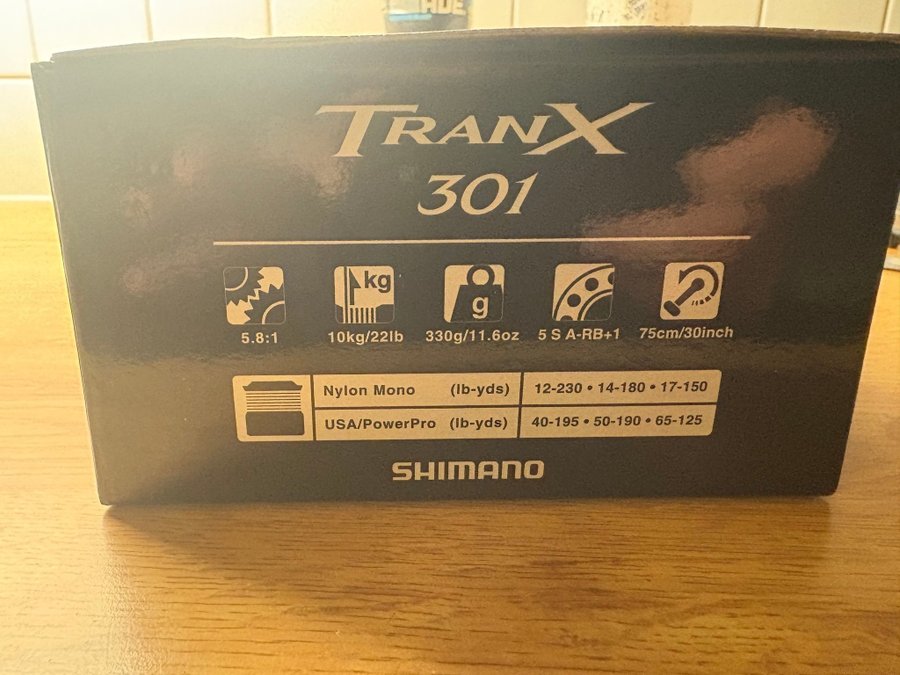 TRANX
301
kg
g
5.8:1
10kg/22lb
330g/11.6oz
5 S A-RB+1
75cm/30inch
Nylon Mono (lb-yds) 12-230 • 14-180 • 17-150
USA/PowerPro (lb-yds) 40-195 • 50-190 • 65-125
SHIMANO